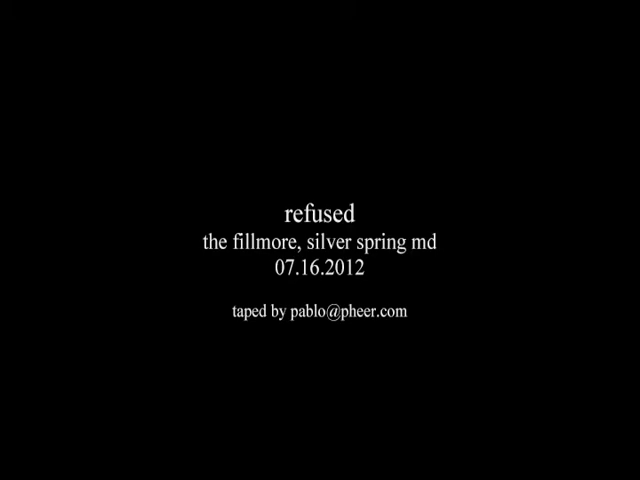 refused
the fillmore, silver spring md
07.16.2012
taped by pablo@pheer.com